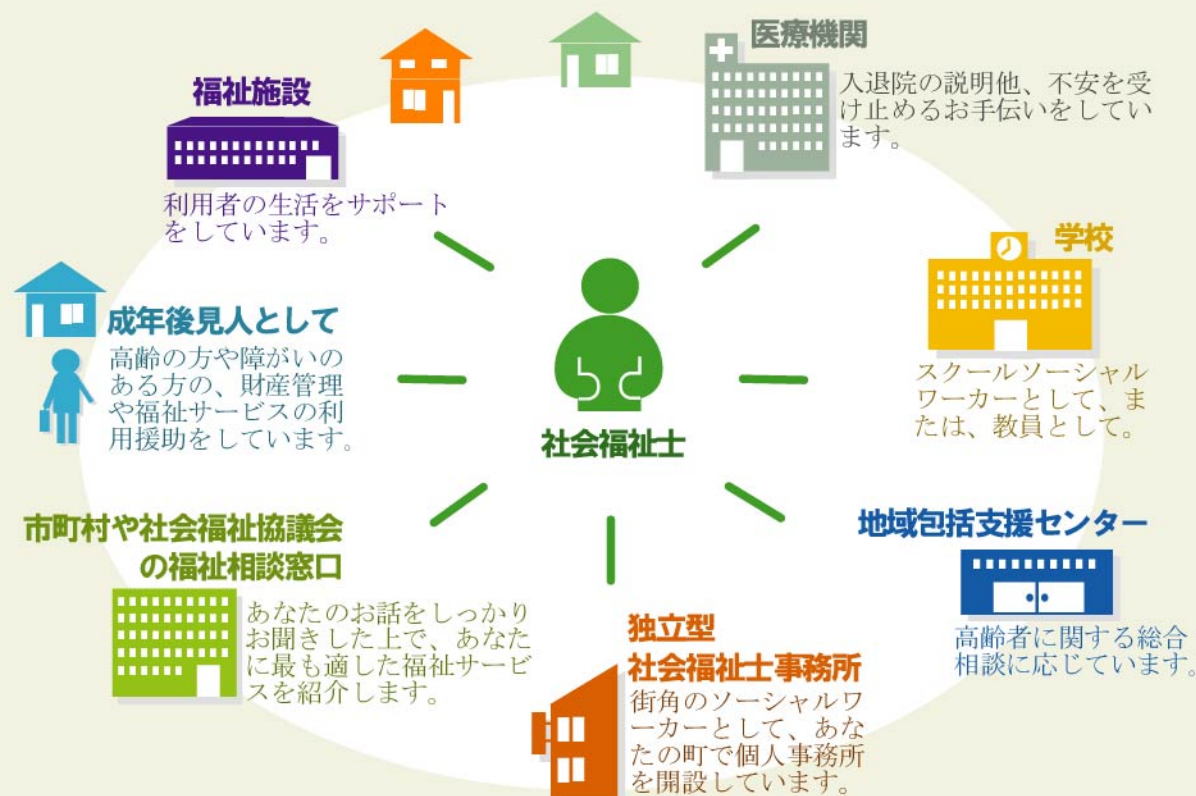 医療機関
入退院の説明他、不安を受
け止めるお手伝いをしてい
ます。
福祉施設
利用者の生活をサポート
をしています。
学校
スクールソーシャル
ワーカーとして、ま
たは、教員として。
成年後見人として
高齢の方や障がいの
ある方の、財産管理
や福祉サービスの利
用援助をしています。
社会福祉士
市町村や社会福祉協議会
の福祉相談窓口
あなたのお話をしっかり
お聞きした上で、あなた
に最も適した福祉サービ
スを紹介します。
地域包括支援センター
高齢者に関する総合
相談に応じています。
独立型
社会福祉士事務所
街角のソーシャルワ
ーカーとして、あな
たの町で個人事務所
を開設しています。